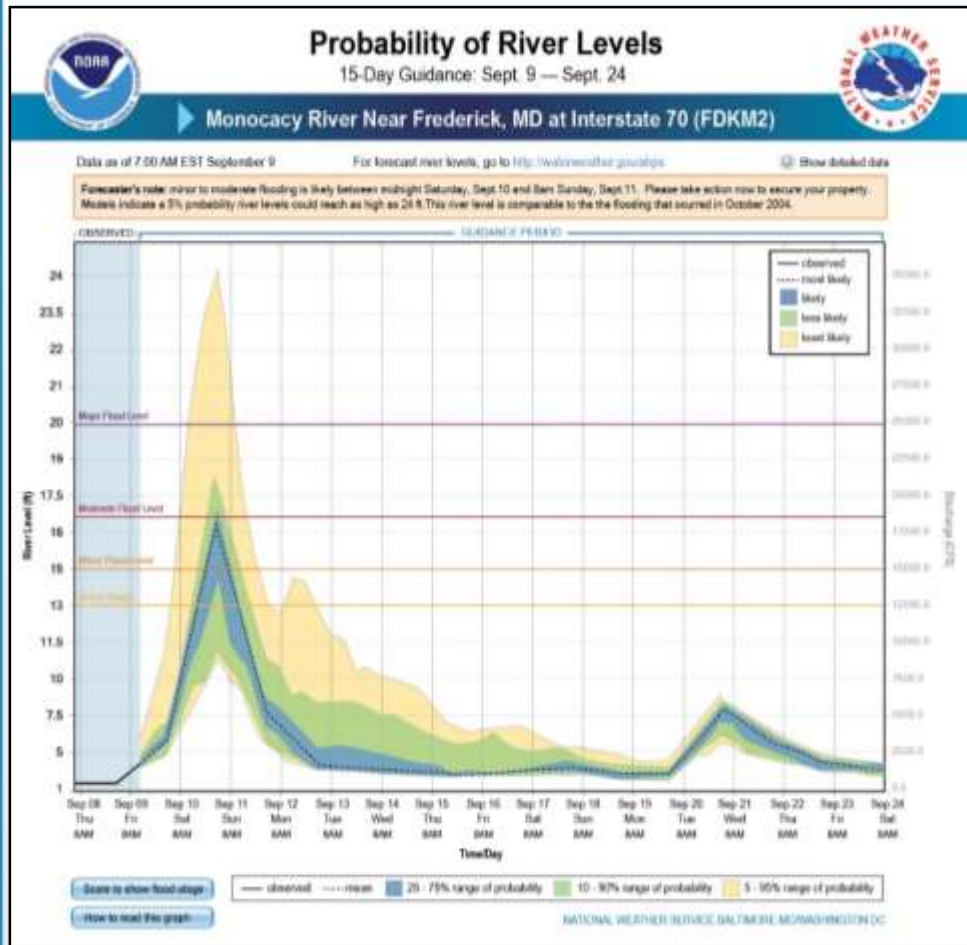 Probability of River Levels
15-Day Guidance: Sept. 9 — Sept. 24
NOAA
NATIONAL WEATHER SERVICE
Monocacy River Near Frederick, MD at Interstate 70 (FDKM2)
Data as of 7:00 AM EST September 9
For forecast river levels, go to
Show detailed data
Forecaster's note: minor to moderate flooding is likely between midnight Saturday, Sept.10 and 8am Sunday, Sept.11. Please take action now to secure your property.
Models indicate a 5% probability river levels could reach as high as 24 ft.This river level is comparable to the the flooding that ocurred in October 2004.
OBSERVED
GUIDANCE PERIOD
observed
most likely
likely
less likely
least likely
River Level (ft)
24
23.5
22
21
20
19
17.5
16
15
13
11.5
10
7.5
5
1
Major Flood Level
Moderate Flood Level
Minor Flood Level
Discharge (CFS)
Sep 08 Sep 09 Sep 10 Sep 11 Sep 12 Sep 13 Sep 14 Sep 15 Sep 16 Sep 17 Sep 18 Sep 19 Sep 20 Sep 21 Sep 22 Sep 23 Sep 24
Thu Fri Sat Sun Mon Tue Wed Thu Fri Sat Sun Mon Tue Wed Thu Fri Sat
8AM 8AM 8AM 8AM 8AM 8AM 8AM 8AM 8AM 8AM 8AM 8AM 8AM 8AM 8AM 8AM 8AM
Time/Day
Score to show flood stage
How to read this graph
observed
mean
25 - 75% range of probability
10 - 90% range of probability
5 - 95% range of probability
NATIONAL WEATHER SERVICE BALTIMORE MD/WASHINGTON DC